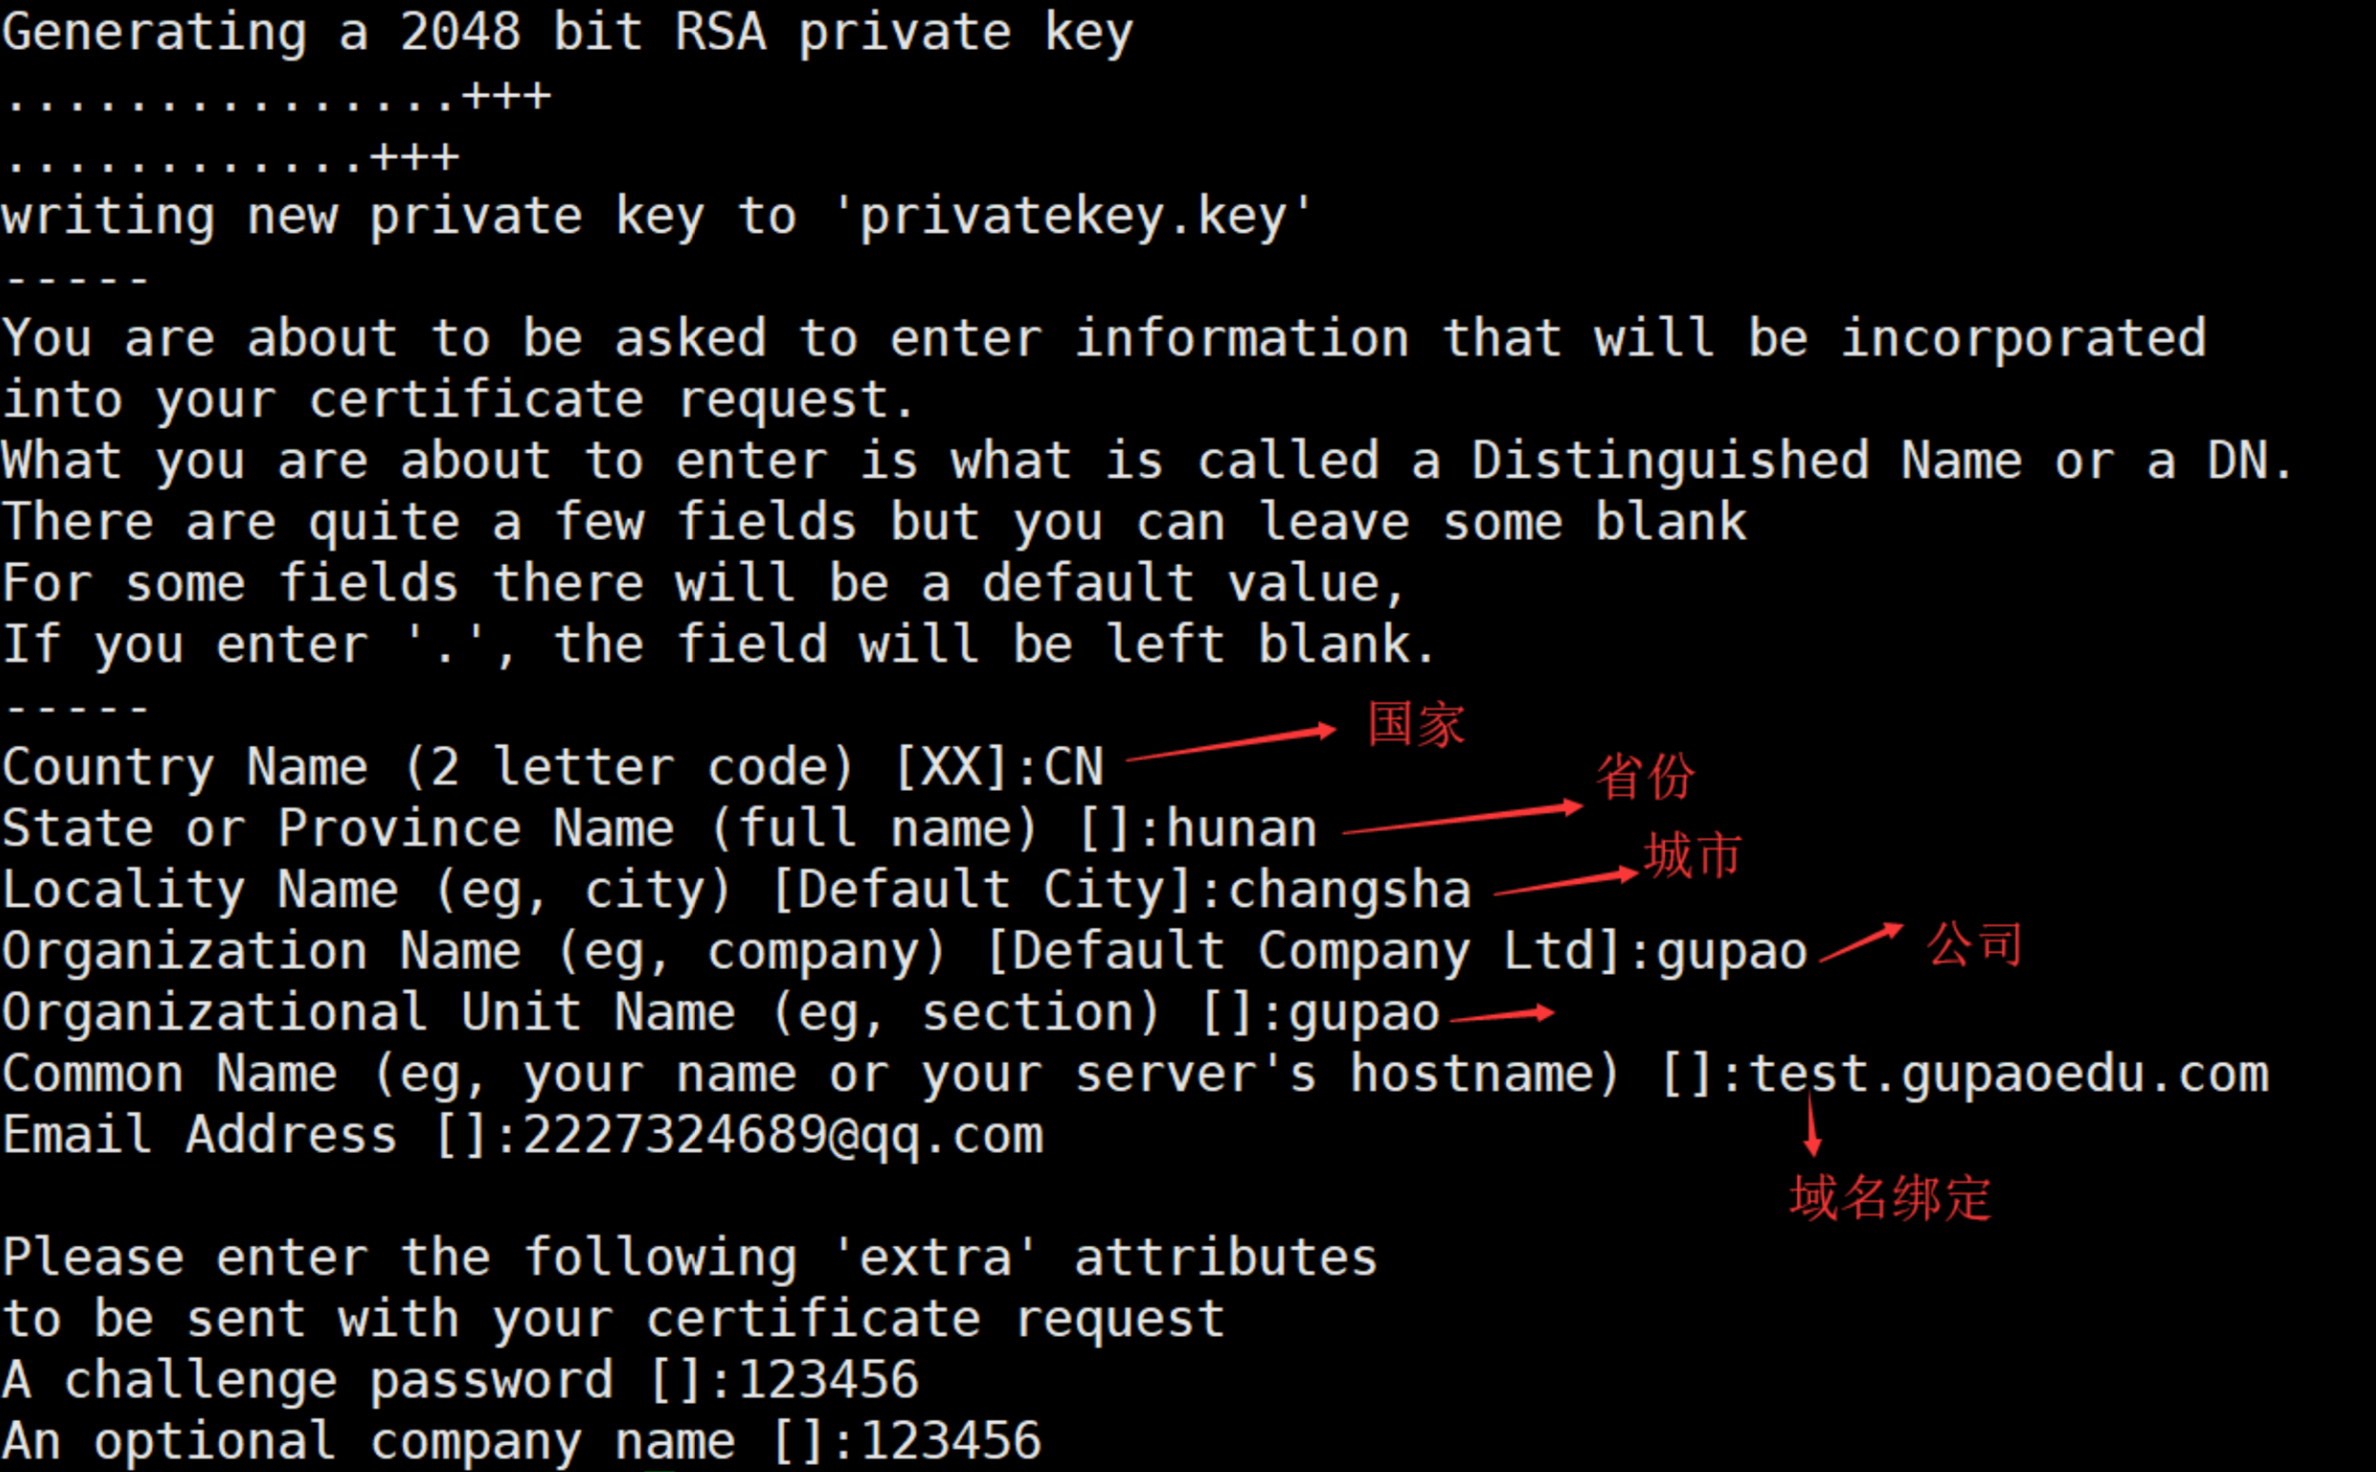 Generating a 2048 bit RSA private key
...............+++
............+++
writing new private key to 'privatekey.key'
-----
You are about to be asked to enter information that will be incorporated
into your certificate request.
What you are about to enter is what is called a Distinguished Name or a DN.
There are quite a few fields but you can leave some blank
For some fields there will be a default value,
If you enter '.', the field will be left blank.
-----
Country Name (2 letter code) [XX]:CN 国家
State or Province Name (full name) []:hunan 省份
Locality Name (eg, city) [Default City]:changsha 城市
Organization Name (eg, company) [Default Company Ltd]:gupao 公司
Organizational Unit Name (eg, section) []:gupao
Common Name (eg, your name or your server's hostname) []:test.gupaoedu.com
Email Address []:2227324689@qq.com
域名绑定
Please enter the following 'extra' attributes
to be sent with your certificate request
A challenge password []:123456
An optional company name []:123456